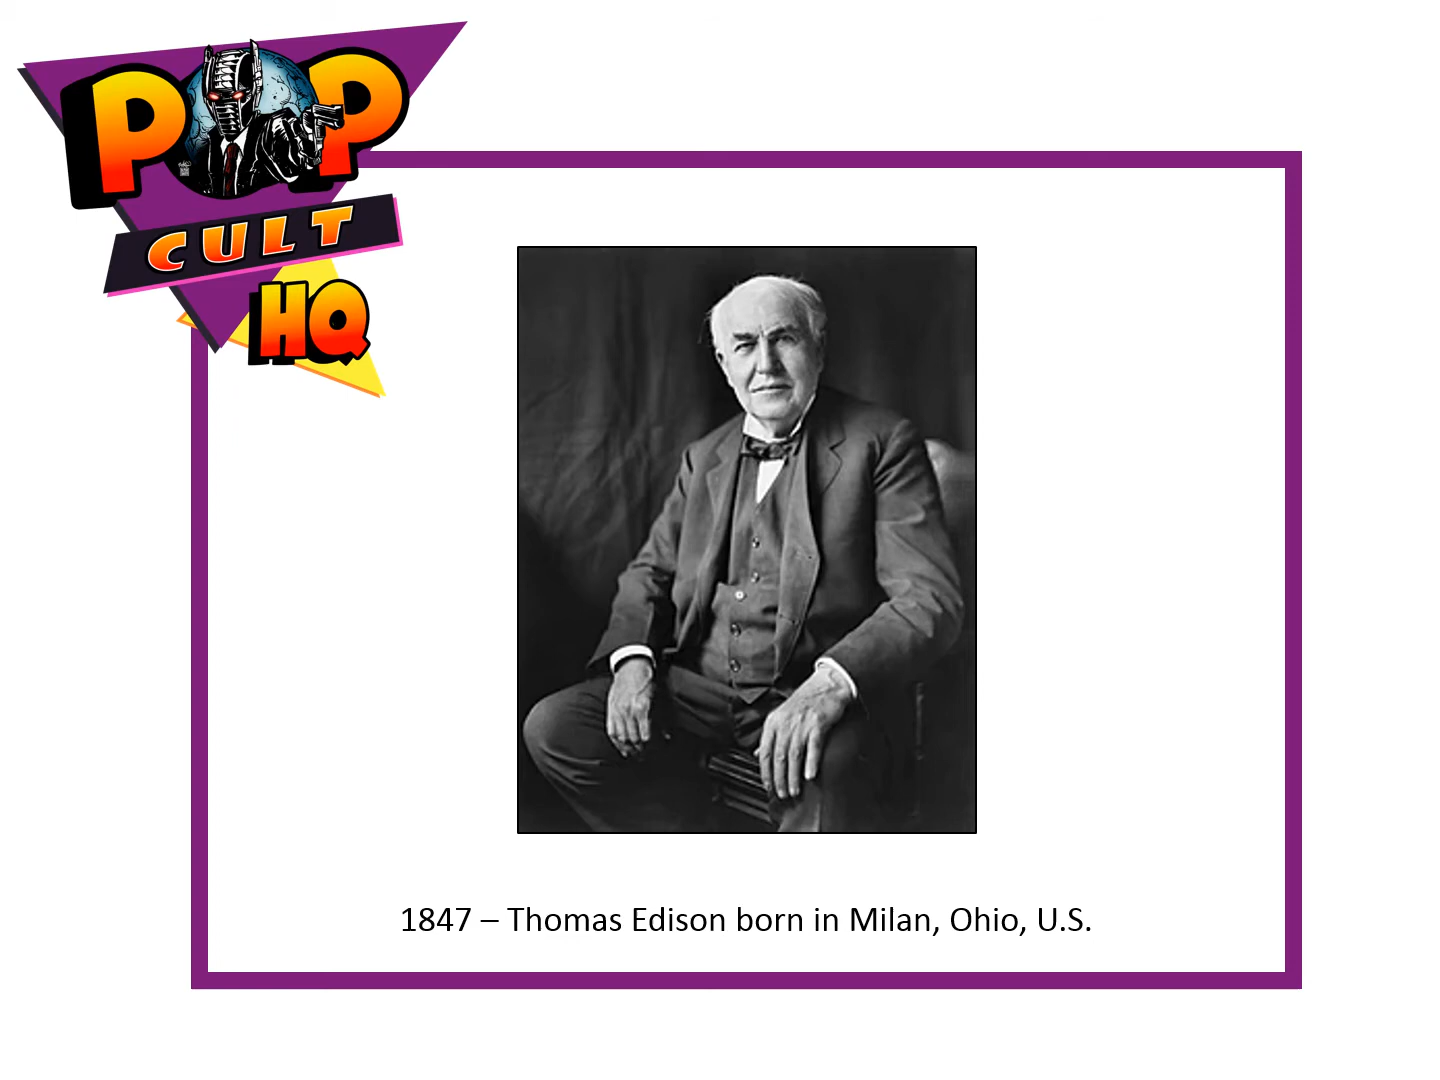 POP
CULT
HQ
1847 – Thomas Edison born in Milan, Ohio, U.S.